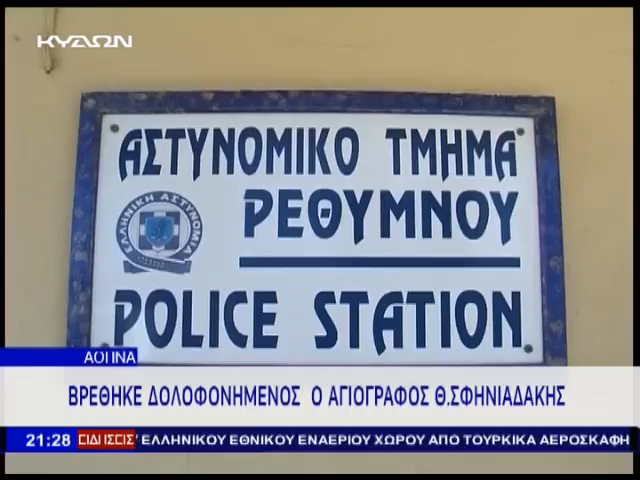 ΚΥΔΩΝ
ΑΣΤΥΝΟΜΙΚΟ ΤΜΗΜΑ
ΡΕΘΥΜΝΟΥ
ΕΛΛΗΝΙΚΗ ΑΣΤΥΝΟΜΙΑ
POLICE STATION
ΑΘΗΝΑ
ΒΡΕΘΗΚΕ ΔΟΛΟΦΟΝΗΜΕΝΟΣ Ο ΑΓΙΟΓΡΑΦΟΣ Θ.ΣΦΗΝΙΑΔΑΚΗΣ
21:28 ΕΙΔΗΣΕΙΣ ΕΛΛΗΝΙΚΟΥ ΕΘΝΙΚΟΥ ΕΝΑΕΡΙΟΥ ΧΩΡΟΥ ΑΠΟ ΤΟΥΡΚΙΚΑ ΑΕΡΟΣΚΑΦΗ